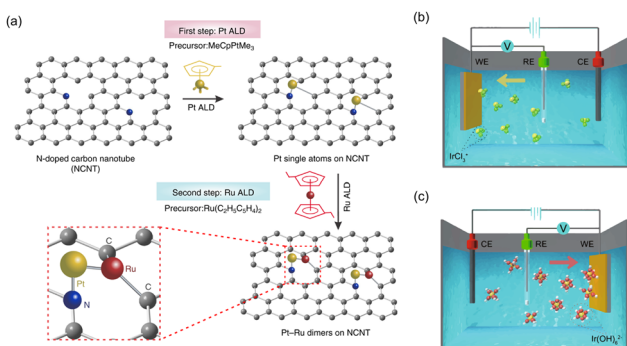 (a)
First step: Pt ALD
Precursor:MeCpPtMe₃
Pt ALD
N-doped carbon nanotube
(NCNT)
Pt single atoms on NCNT
Second step: Ru ALD
Precursor:Ru(C₂H₅C₅H₄)₂
Ru ALD
C
Ru
Pt
C
N
Pt–Ru dimers on NCNT
(b)
V
WE
RE
CE
IrCl₃⁺
(c)
V
CE
RE
WE
Ir(OH)₆²⁻